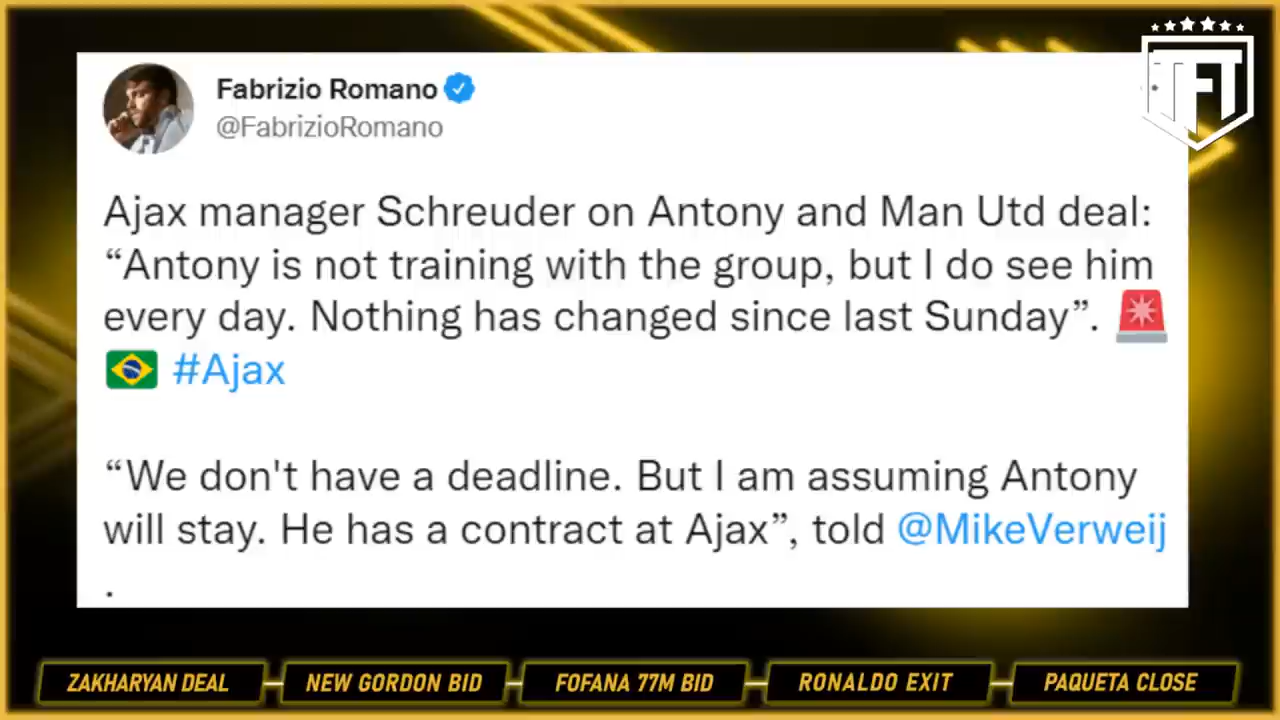 TFT
Fabrizio Romano
@FabrizioRomano
Ajax manager Schreuder on Antony and Man Utd deal:
“Antony is not training with the group, but I do see him
every day. Nothing has changed since last Sunday”. 🚨
🇧🇷 #Ajax
“We don't have a deadline. But I am assuming Antony
will stay. He has a contract at Ajax”, told @MikeVerweij
.
ZAKHARYAN DEAL
NEW GORDON BID
FOFANA 77M BID
RONALDO EXIT
PAQUETA CLOSE